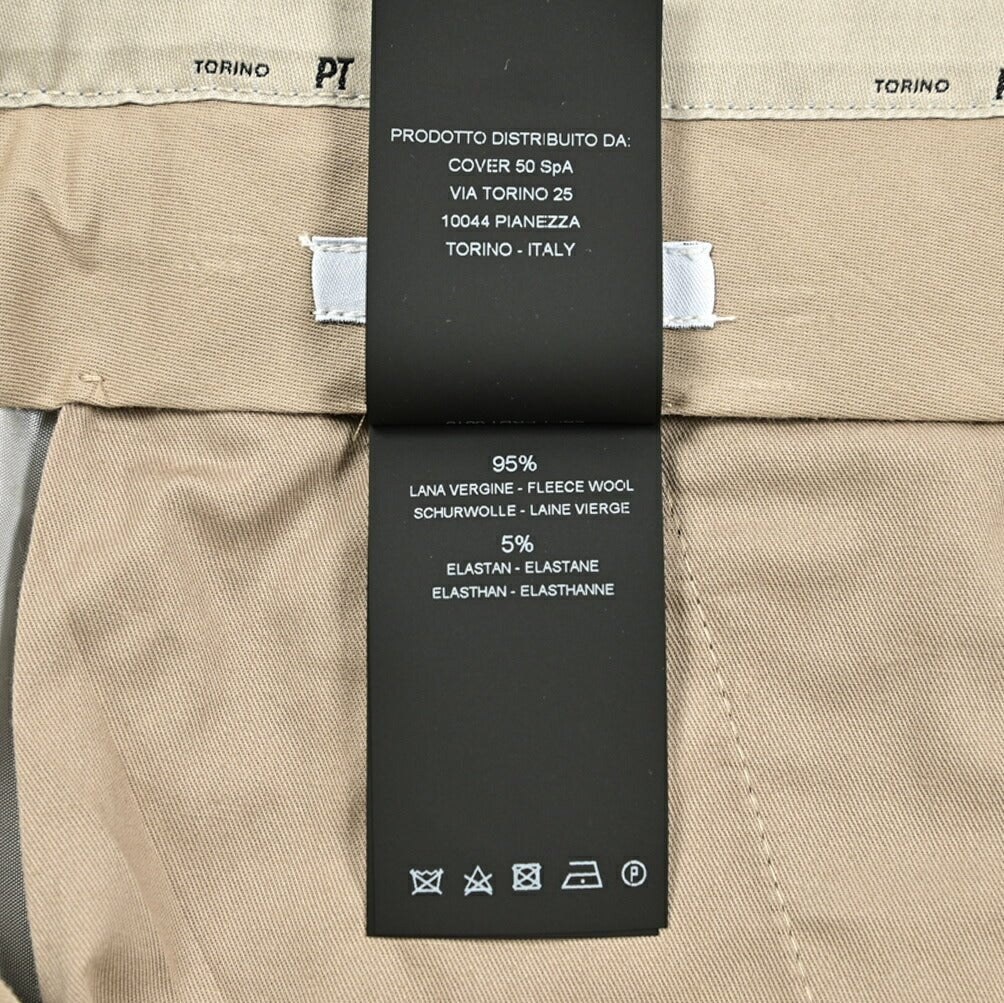 TORINO PT
TORINO
PRODOTTO DISTRIBUITO DA:
COVER 50 SpA
VIA TORINO 25
10044 PIANEZZA
TORINO - ITALY
95%
LANA VERGINE - FLEECE WOOL
SCHURWOLLE - LAINE VIERGE
5%
ELASTAN - ELASTANE
ELASTHAN - ELASTHANNE
P